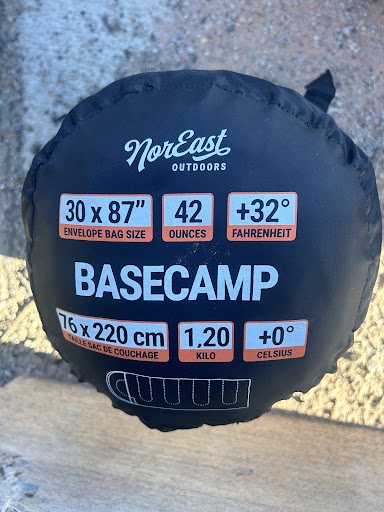 NorEast
OUTDOORS
30 x 87” 42 +32°
ENVELOPE BAG SIZE OUNCES FAHRENHEIT
BASECAMP
76 x 220 cm 1,20 +0°
TAILLE SAC DE COUCHAGE KILO CELSIUS